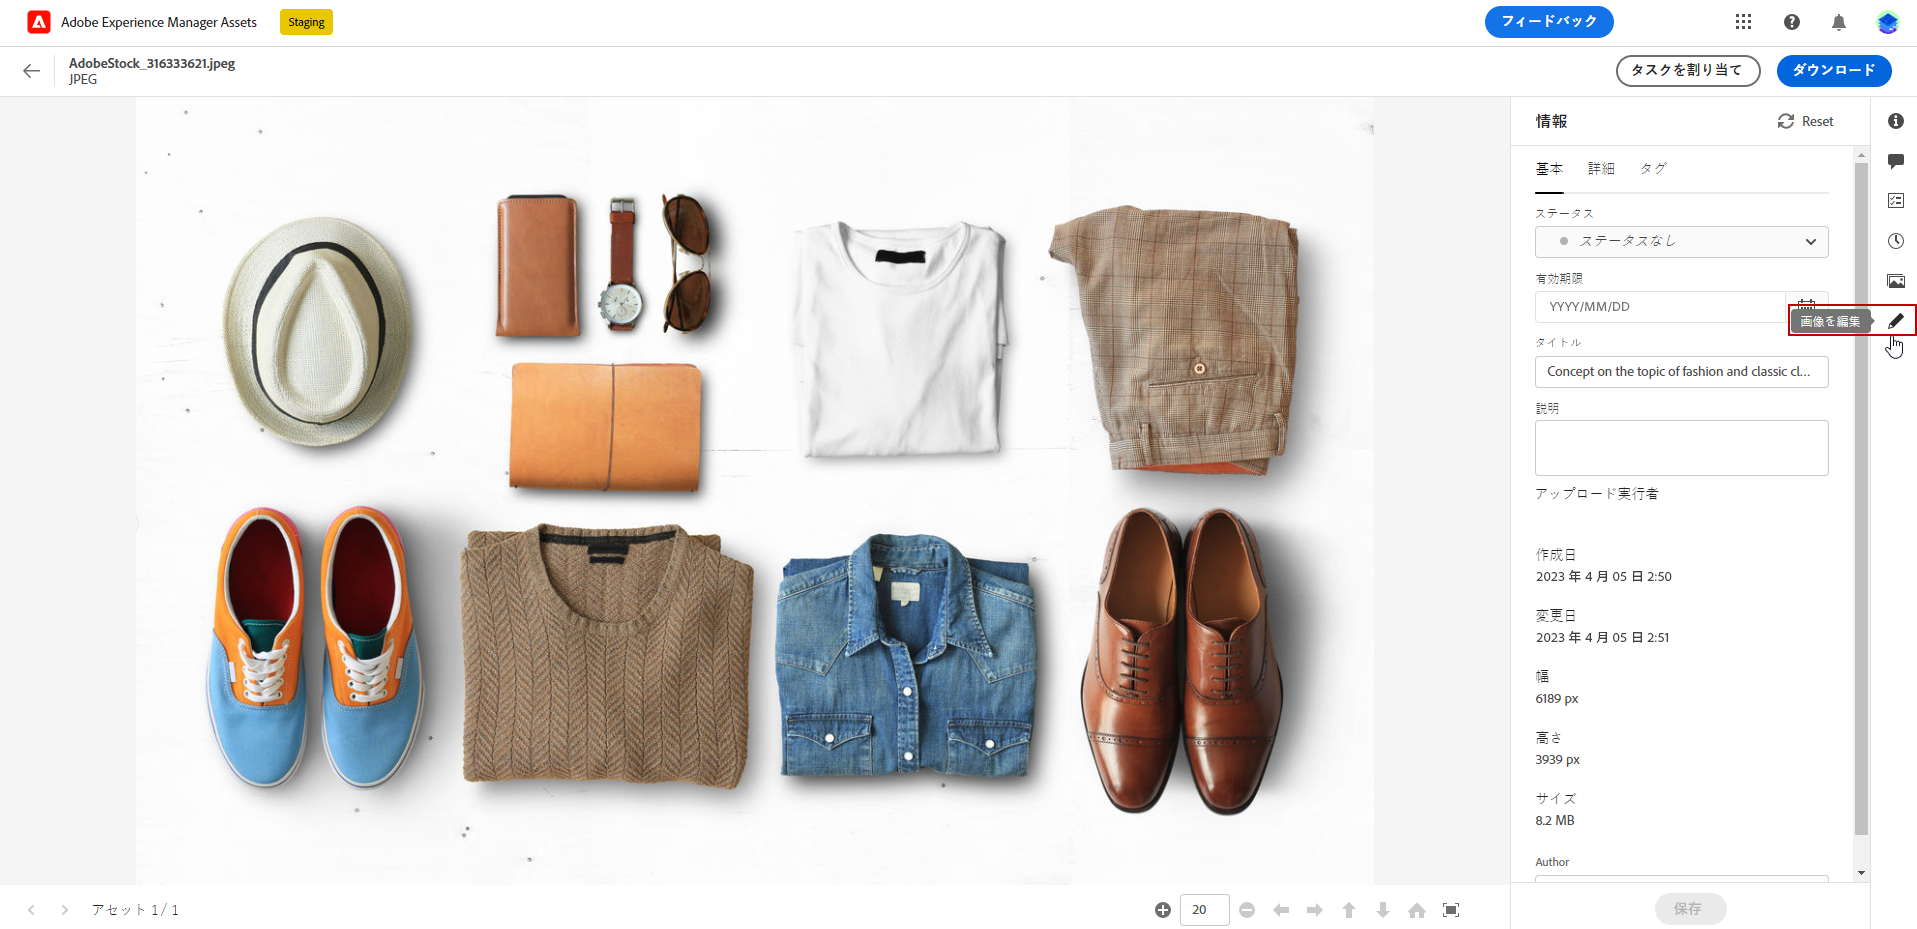 Adobe Experience Manager Assets
Staging
フィードバック
AdobeStock_316333621.jpeg
JPEG
タスクを割り当て
ダウンロード
情報
Reset
基本 詳細 タグ
ステータス
ステータスなし
有効期限
YYYY/MM/DD
画像を編集
タイトル
Concept on the topic of fashion and classic cl...
説明
アップロード実行者
作成日
2023 年 4 月 05 日 2:50
変更日
2023 年 4 月 05 日 2:51
幅
6189 px
高さ
3939 px
サイズ
8.2 MB
Author
アセット 1 / 1
20
保存